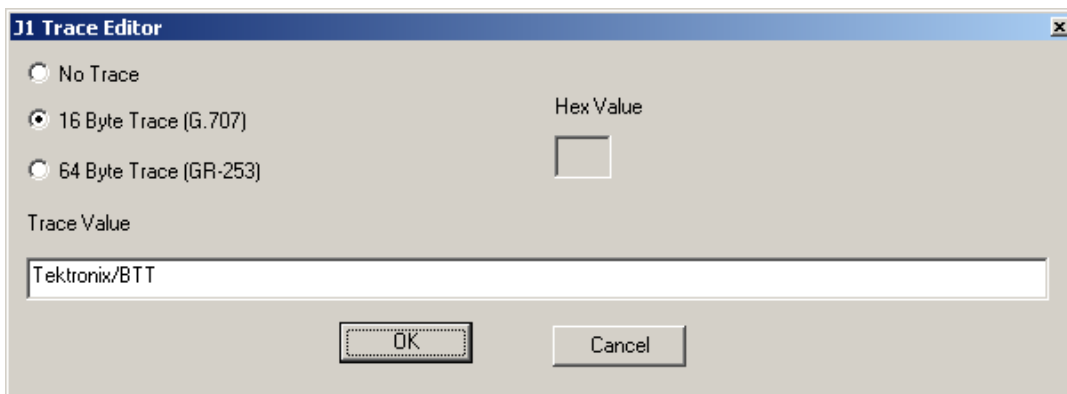 J1 Trace Editor
No Trace
16 Byte Trace (G.707)
Hex Value
64 Byte Trace (GR-253)
Trace Value
Tektronix/BTT
OK
Cancel